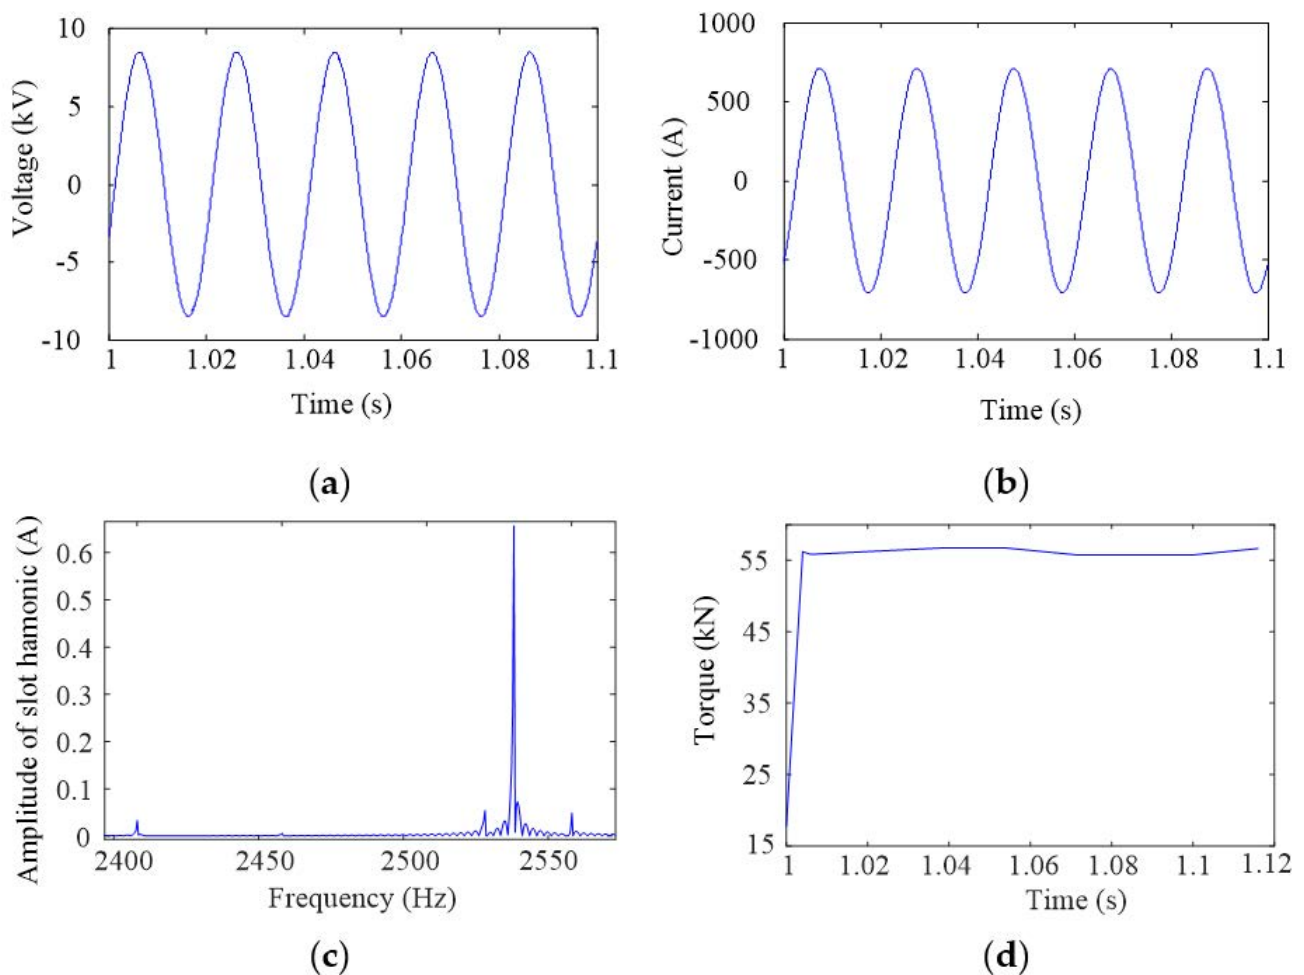 Voltage (kV)
10
5
0
-5
-10
1 1.02 1.04 1.06 1.08 1.1
Time (s)
(a)
Current (A)
1000
500
0
-500
-1000
1 1.02 1.04 1.06 1.08 1.1
Time (s)
(b)
Amplitude of slot hamonic (A)
0.6
0.5
0.4
0.3
0.2
0.1
0
2400 2450 2500 2550
Frequency (Hz)
(c)
Torque (kN)
55
45
35
25
15
1 1.02 1.04 1.06 1.08 1.1 1.12
Time (s)
(d)